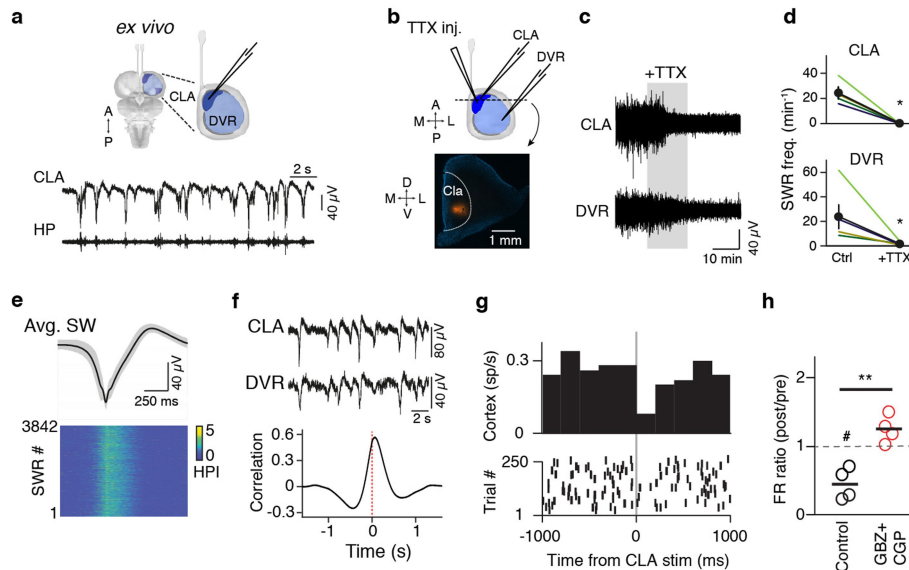 a
ex vivo
CLA
DVR
A
P
CLA
2 s
40 µV
HP
b
TTX inj.
CLA
DVR
A
M L
P
D
M L
V
Cla
1 mm
c
+TTX
CLA
DVR
10 min
40 µV
d
CLA
40
20
0
*
DVR
60
40
20
0
*
SWR freq. (min⁻¹)
Ctrl +TTX
e
Avg. SW
40 µV
250 ms
3842
SWR #
1
5
0
HPI
f
CLA
80 µV
DVR
40 µV
2 s
Correlation
0.6
0.3
0
-0.3
-1 0 1
Time (s)
g
Cortex (sp/s)
0.3
0
Trial #
250
1
-1000 0 1000
Time from CLA stim (ms)
h
FR ratio (post/pre)
2
1
0
**
#
Control
GBZ+
CGP